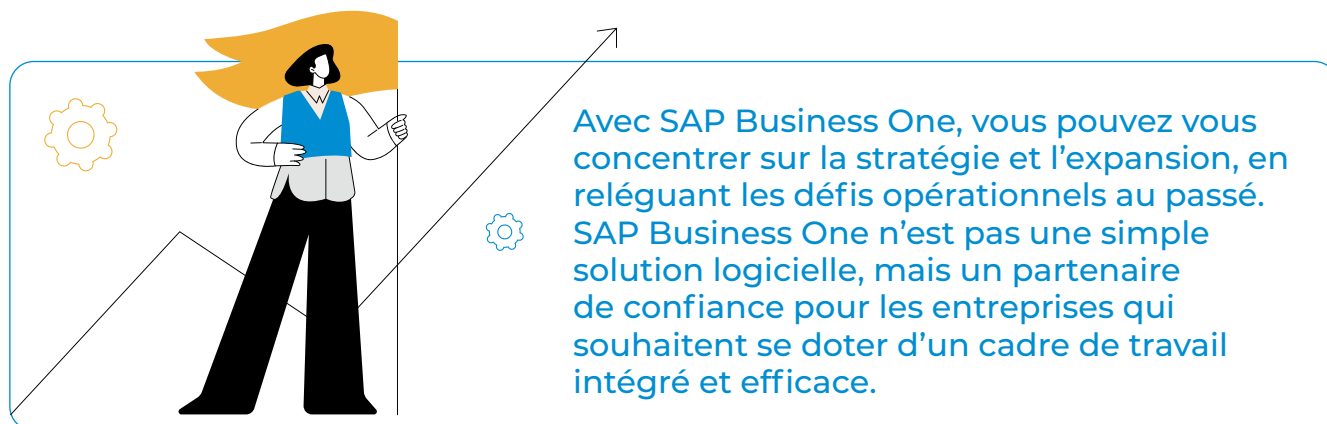 Avec SAP Business One, vous pouvez vous
concentrer sur la stratégie et l’expansion, en
reléguant les défis opérationnels au passé.
SAP Business One n’est pas une simple
solution logicielle, mais un partenaire
de confiance pour les entreprises qui
souhaitent se doter d’un cadre de travail
intégré et efficace.